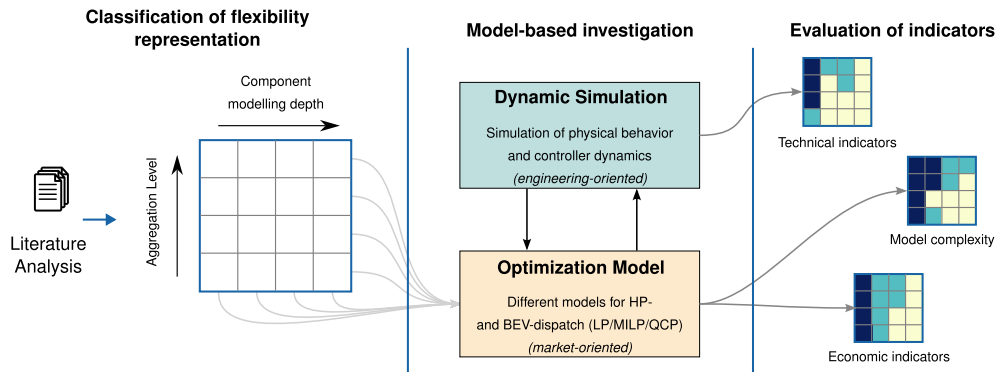 Classification of flexibility
representation
Component
modelling depth
Aggregation Level
Literature
Analysis
Model-based investigation
Dynamic Simulation
Simulation of physical behavior
and controller dynamics
(engineering-oriented)
Optimization Model
Different models for HP-
and BEV-dispatch (LP/MILP/QCP)
(market-oriented)
Evaluation of indicators
Technical indicators
Model complexity
Economic indicators